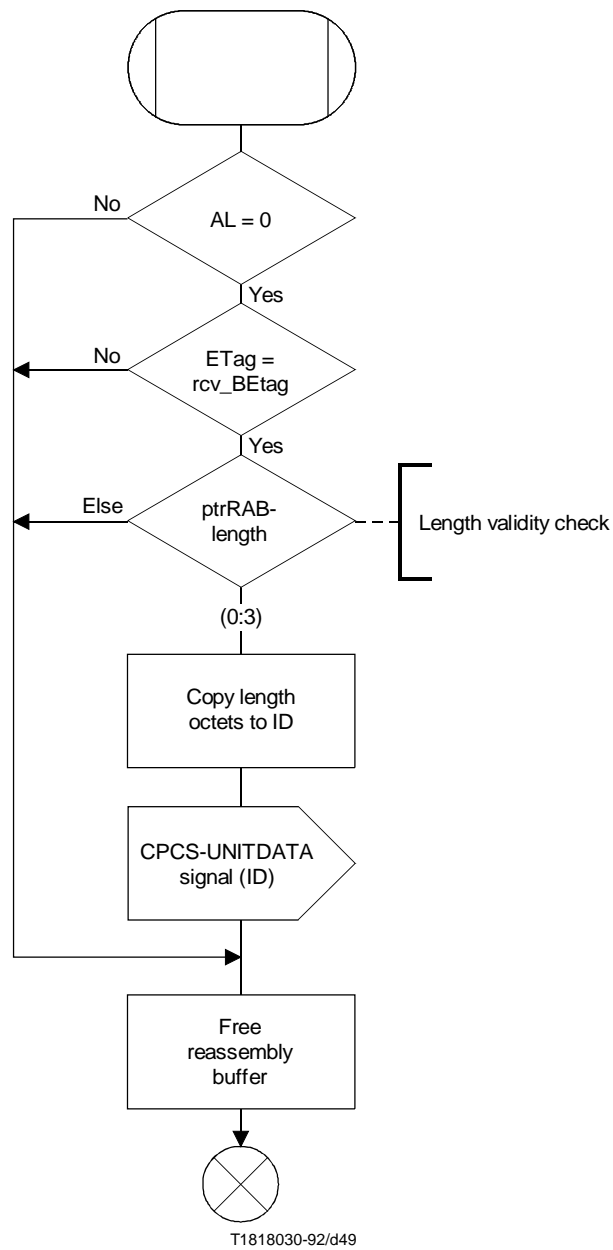 No
AL = 0
Yes
No
ETag =
rcv_BEtag
Yes
Else
ptrRAB-
length
Length validity check
(0:3)
Copy length
octets to ID
CPCS-UNITDATA
signal (ID)
Free
reassembly
buffer
T1818030-92/d49